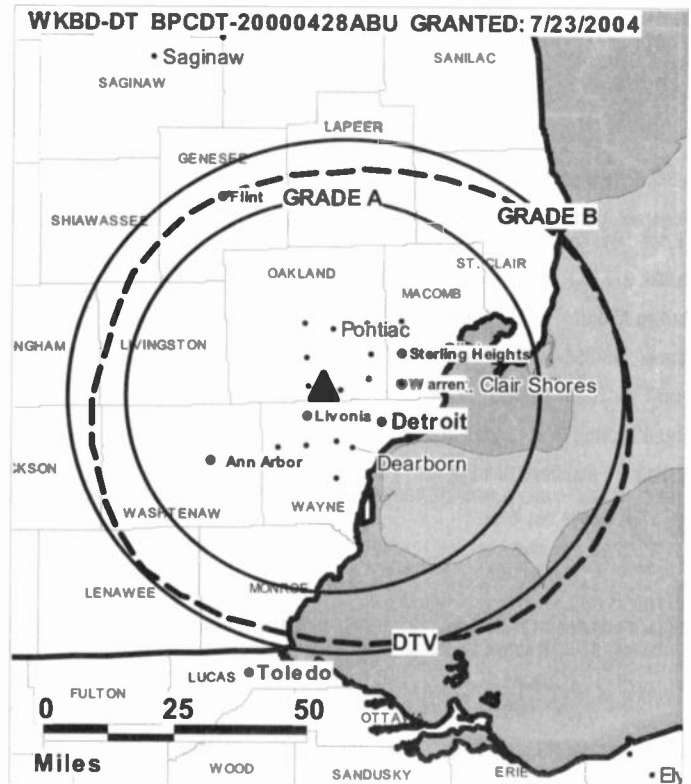 WKBD-DT BPCDT-20000428ABU GRANTED: 7/23/2004
Saginaw
SANILAC
SAGINAW
LAPEER
GENESEE
Flint
GRADE A
SHIAWASSEE
GRADE B
ST. CLAIR
OAKLAND
MACOMB
Pontiac
NGHAM
LIVINGSTON
Sterling Heights
Warren
. Clair Shores
Livonia
Detroit
Ann Arbor
Dearborn
CKSON
WAYNE
WASHTENAW
LENAWEE
MONROE
DTV
LUCAS
Toledo
FULTON
0 25 50
OTTAWA
Miles
WOOD
SANDUSKY
ERIE